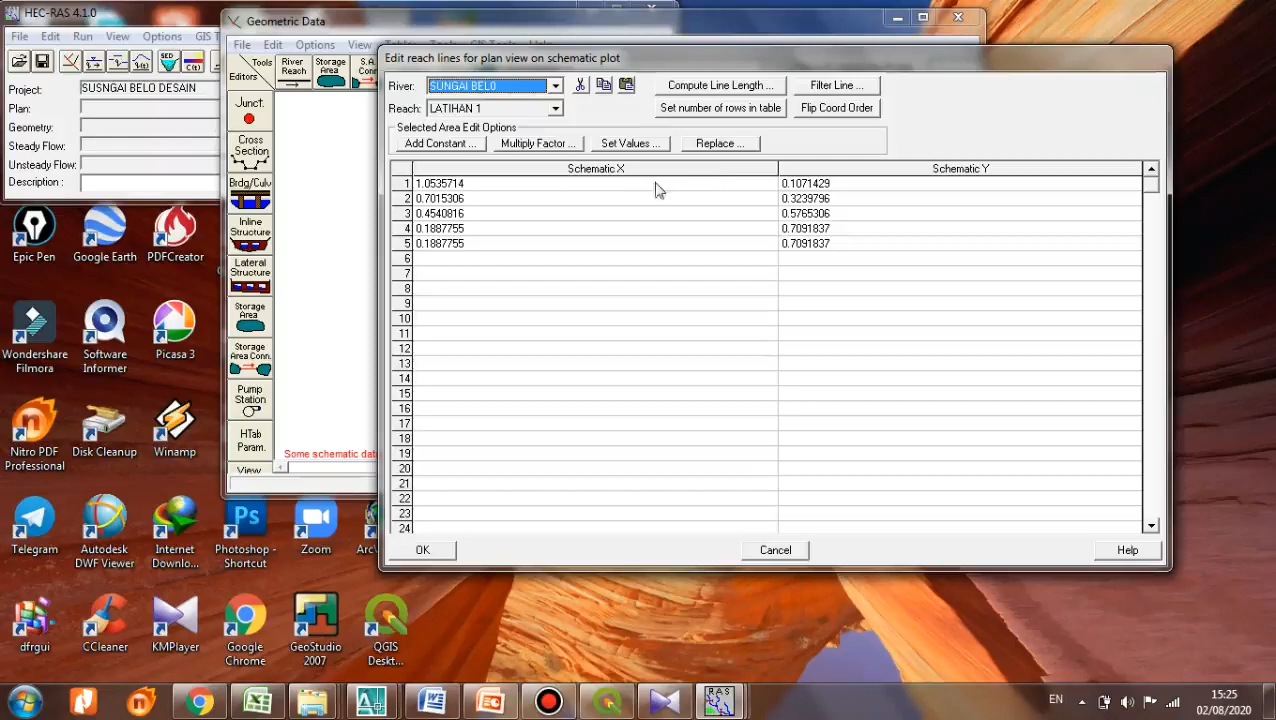 HEC-RAS 4.1.0
File Edit Run View Options GIS T
Project: SUSNGAI BELO DESAIN
Plan:
Geometry:
Steady Flow:
Unsteady Flow:
Description :
Geometric Data
File Edit Options View
Tools
Editors
River
Reach
Storage
Area
S.A.
Conn
Junct.
Cross
Section
Brdg/Culv
Inline
Structure
Lateral
Structure
Storage
Area
Storage
Area Conn.
Pump
Station
HTab
Param.
View
Some schematic dat
Edit reach lines for plan view on schematic plot
River: SUNGAI BEL0
Reach: LATIHAN 1
Compute Line Length ... Filter Line ...
Set number of rows in table Flip Coord Order
Selected Area Edit Options
Add Constant ... Multiply Factor ... Set Values ... Replace ...
Schematic X Schematic Y
1 1.0535714 0.1071429
2 0.7015306 0.3239796
3 0.4540816 0.5765306
4 0.1887755 0.7091837
5 0.1887755 0.7091837
6
7
8
9
10
11
12
13
14
15
16
17
18
19
20
21
22
23
24
OK Cancel Help
Epic Pen Google Earth PDFCreator
Wondershare
Filmora
Software
Informer
Picasa 3
Nitro PDF
Professional
Disk Cleanup Winamp
Telegram
Autodesk
DWF Viewer
Internet
Downlo...
Photoshop -
Shortcut
Zoom
dfrgui CCleaner KMPlayer
Google
Chrome
GeoStudio
2007
QGIS
Deskt...
RAS
EN
15:25
02/08/2020